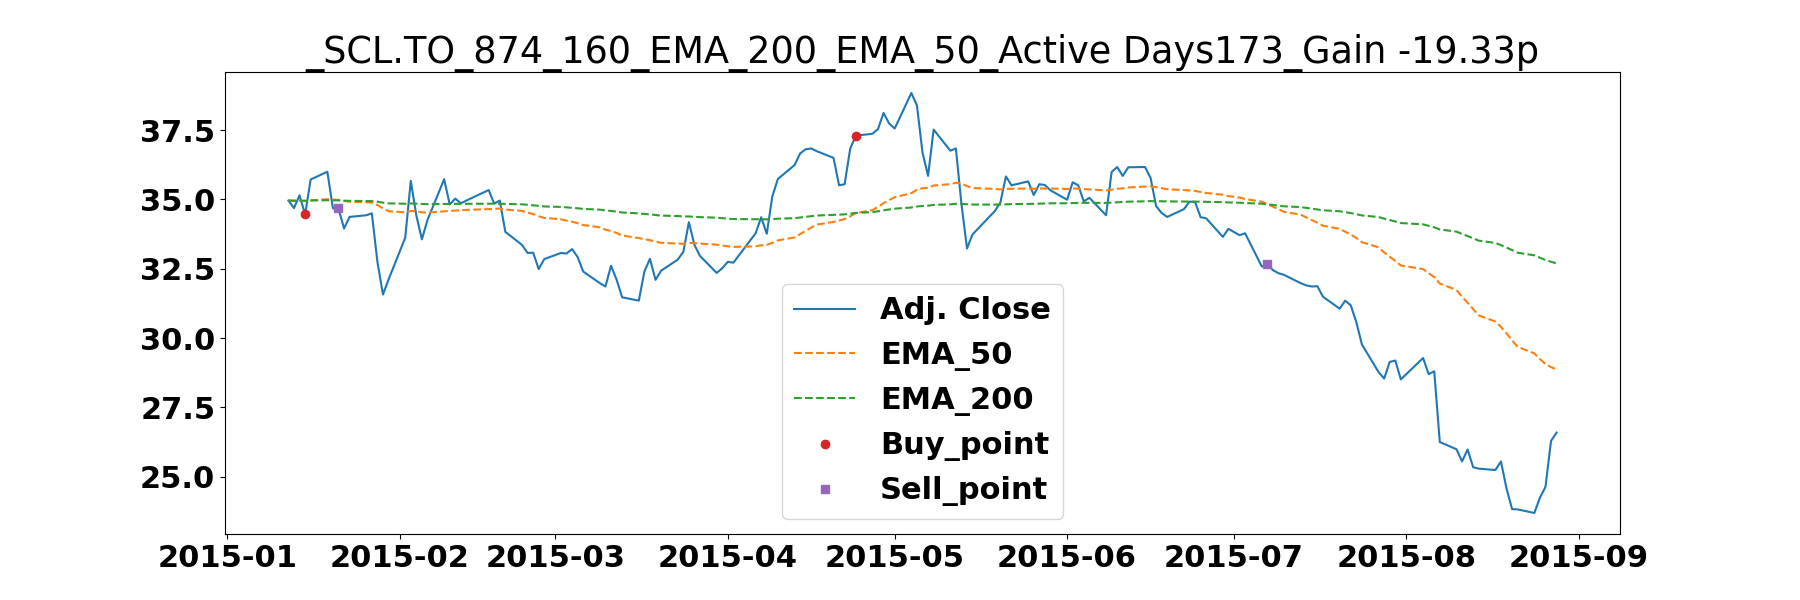 _SCL.TO_874_160_EMA_200_EMA_50_Active Days173_Gain -19.33p
37.5
35.0
32.5
30.0
27.5
25.0
Adj. Close
EMA_50
EMA_200
Buy_point
Sell_point
2015-01 2015-02 2015-03 2015-04 2015-05 2015-06 2015-07 2015-08 2015-09